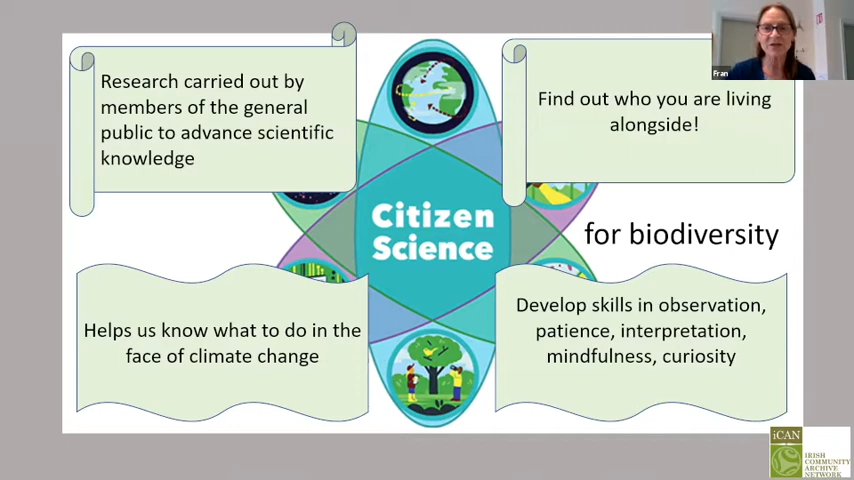 Research carried out by
members of the general
public to advance scientific
knowledge
Find out who you are living
alongside!
Fran
Citizen
Science
for biodiversity
Helps us know what to do in the
face of climate change
Develop skills in observation,
patience, interpretation,
mindfulness, curiosity
iCAN
IRISH
COMMUNITY
ARCHIVE
NETWORK